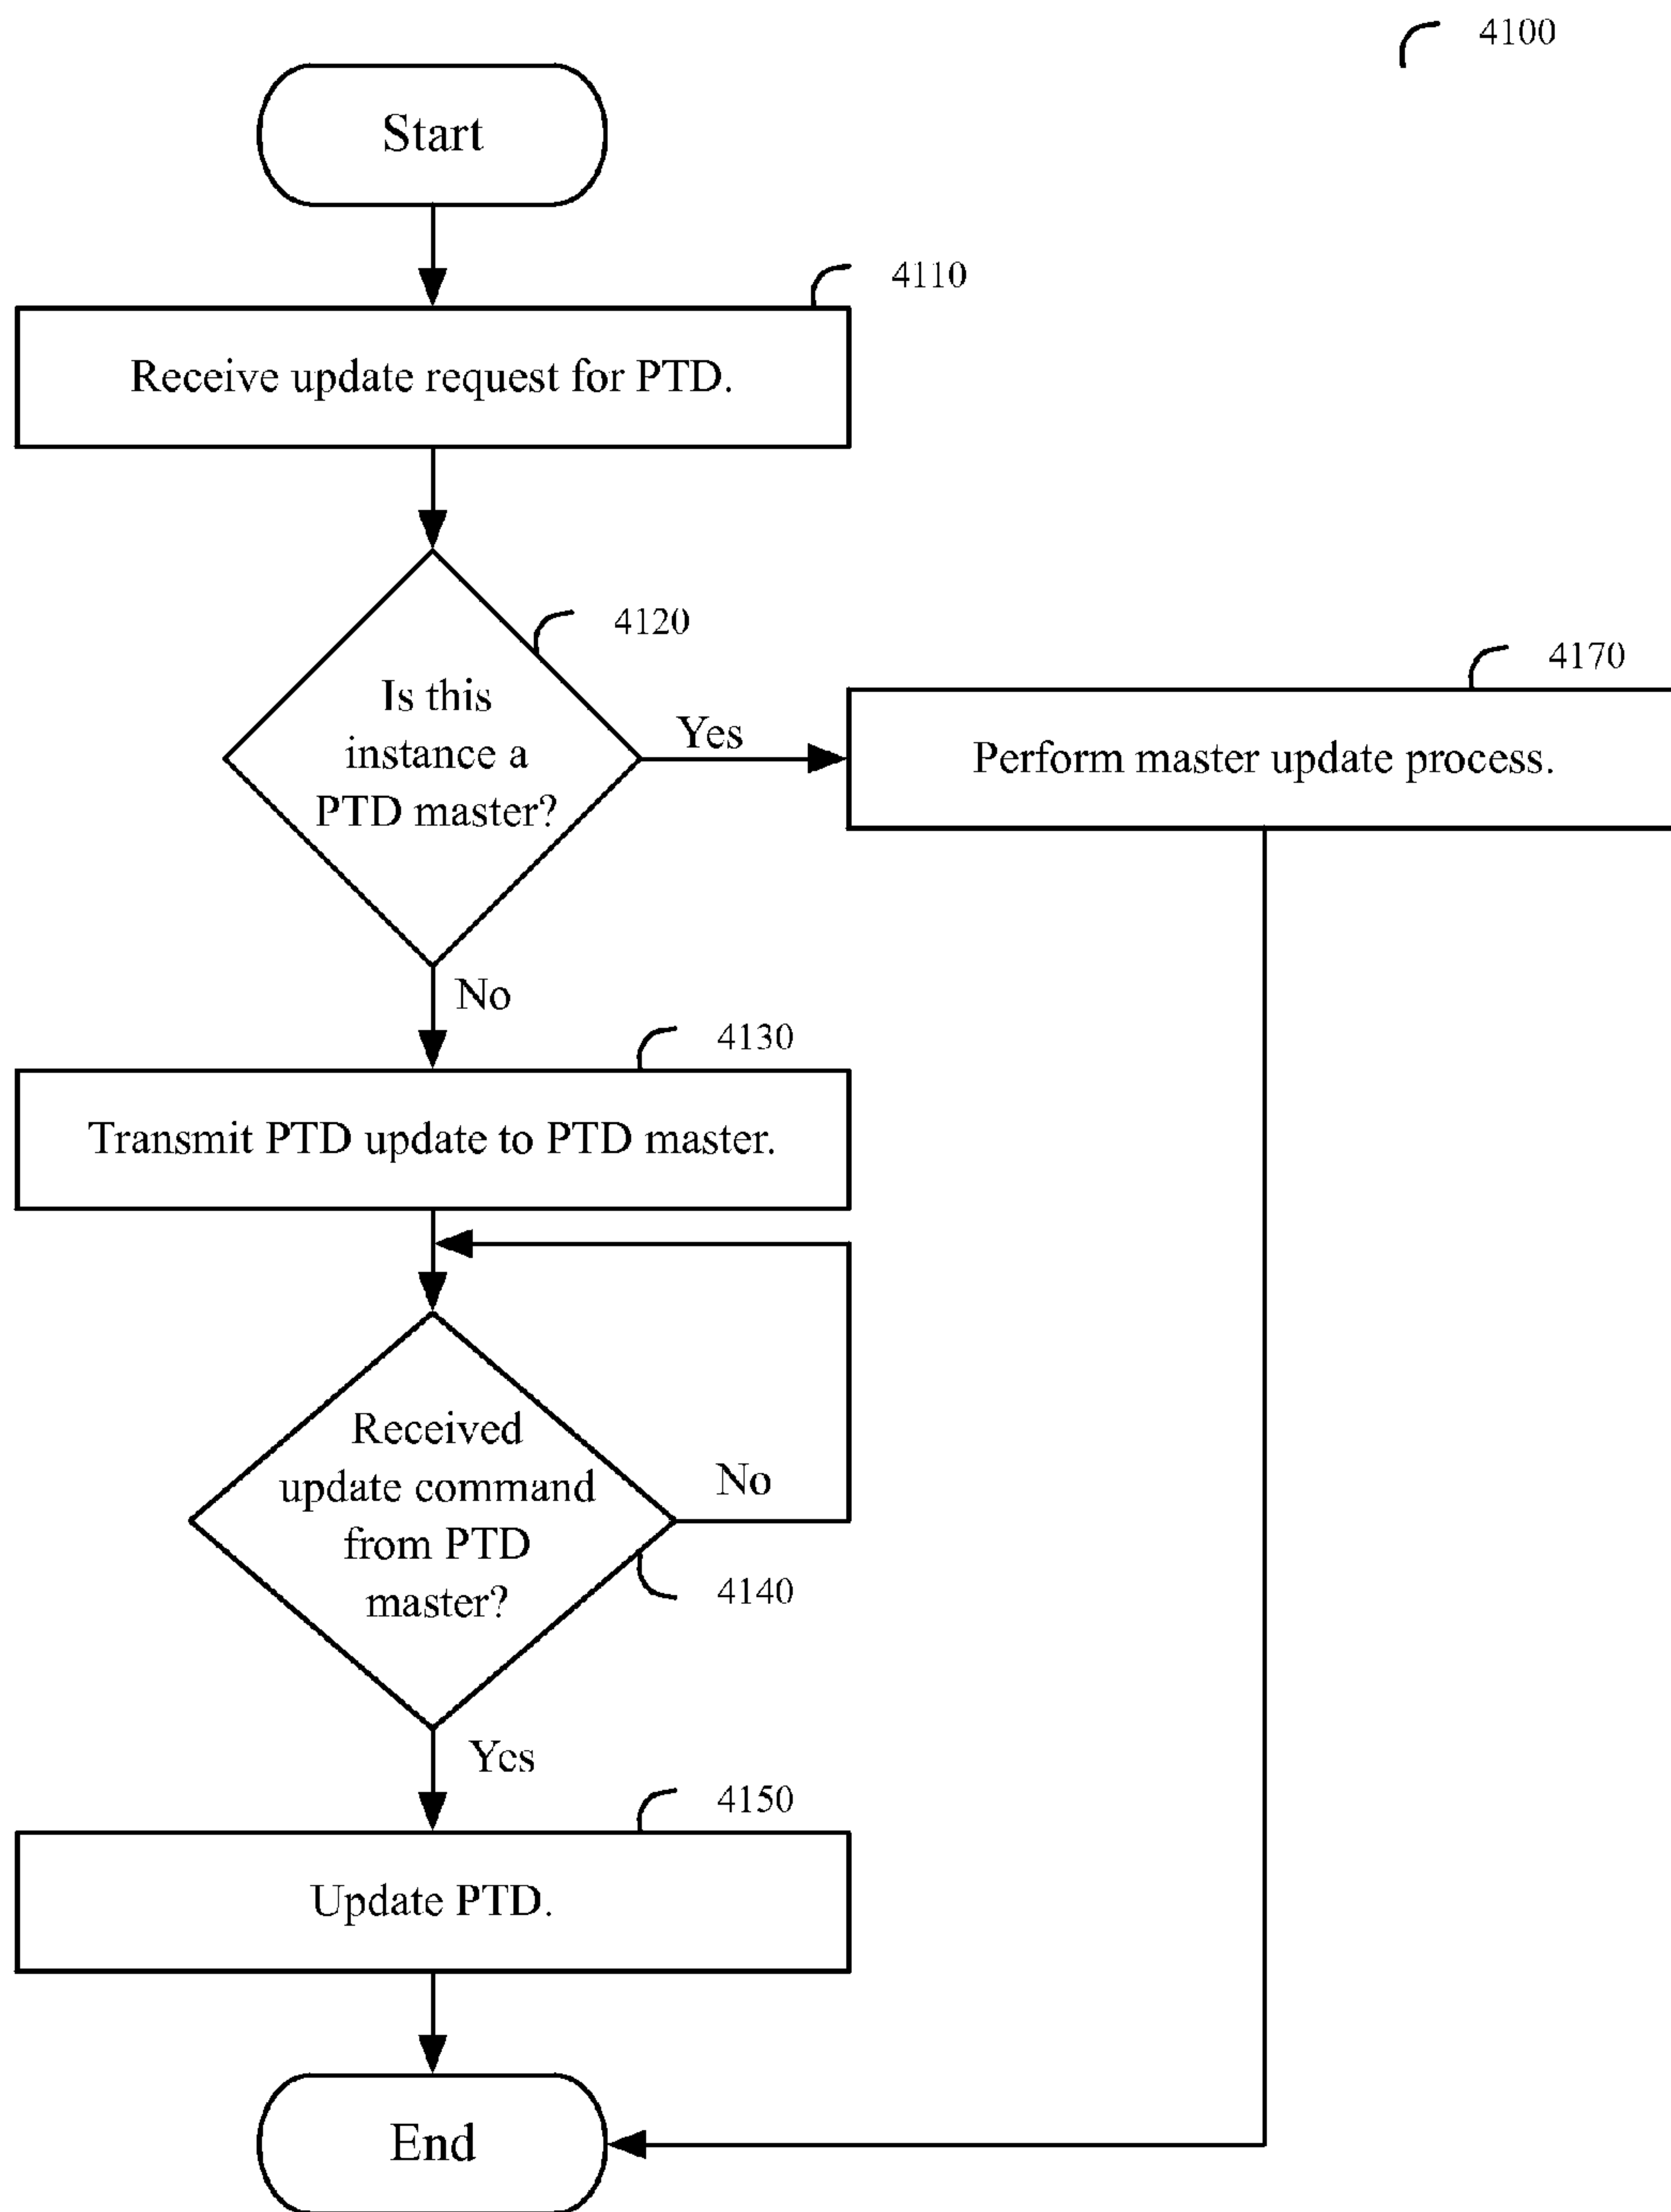 4100
Start
4110
Receive update request for PTD.
4120
Is this
instance a
PTD master?
Yes
4170
Perform master update process.
No
4130
Transmit PTD update to PTD master.
Received
update command
from PTD
master?
No
4140
Yes
4150
Update PTD.
End